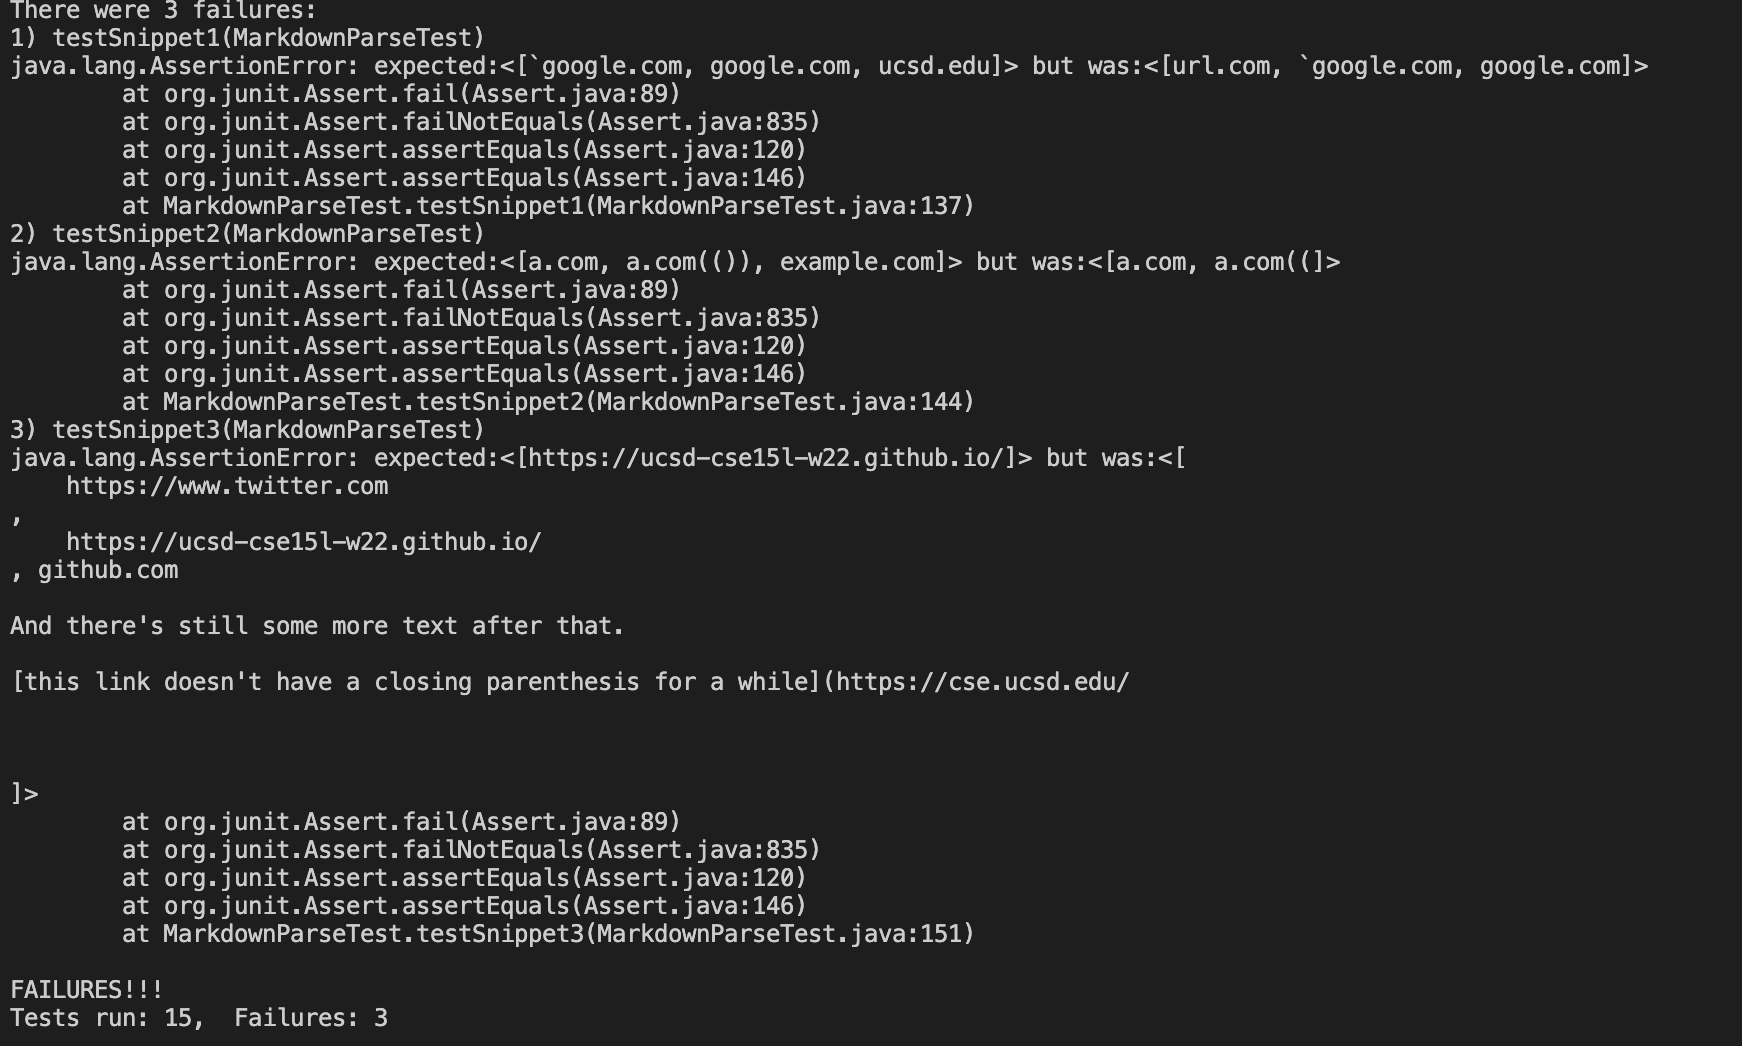 There were 3 failures:
1) testSnippet1(MarkdownParseTest)
java.lang.AssertionError: expected:<[`google.com, google.com, ucsd.edu]> but was:<[url.com, `google.com, google.com]>
        at org.junit.Assert.fail(Assert.java:89)
        at org.junit.Assert.failNotEquals(Assert.java:835)
        at org.junit.Assert.assertEquals(Assert.java:120)
        at org.junit.Assert.assertEquals(Assert.java:146)
        at MarkdownParseTest.testSnippet1(MarkdownParseTest.java:137)
2) testSnippet2(MarkdownParseTest)
java.lang.AssertionError: expected:<[a.com, a.com(()), example.com]> but was:<[a.com, a.com((]>
        at org.junit.Assert.fail(Assert.java:89)
        at org.junit.Assert.failNotEquals(Assert.java:835)
        at org.junit.Assert.assertEquals(Assert.java:120)
        at org.junit.Assert.assertEquals(Assert.java:146)
        at MarkdownParseTest.testSnippet2(MarkdownParseTest.java:144)
3) testSnippet3(MarkdownParseTest)
java.lang.AssertionError: expected:<[https://ucsd-cse15l-w22.github.io/]> but was:<[
    https://www.twitter.com
,
    https://ucsd-cse15l-w22.github.io/
, github.com

And there's still some more text after that.

[this link doesn't have a closing parenthesis for a while](https://cse.ucsd.edu/



]>
        at org.junit.Assert.fail(Assert.java:89)
        at org.junit.Assert.failNotEquals(Assert.java:835)
        at org.junit.Assert.assertEquals(Assert.java:120)
        at org.junit.Assert.assertEquals(Assert.java:146)
        at MarkdownParseTest.testSnippet3(MarkdownParseTest.java:151)

FAILURES!!!
Tests run: 15,  Failures: 3